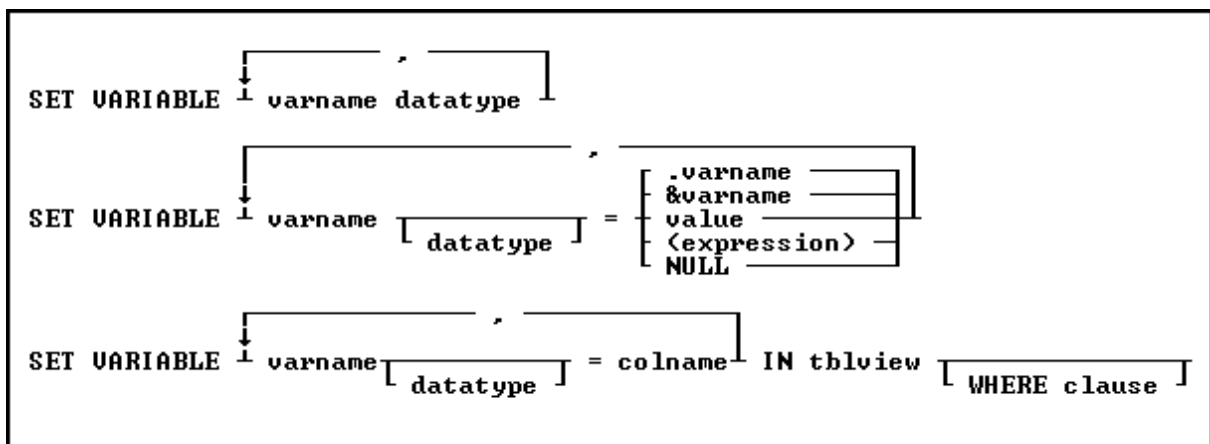 ,
SET VARIABLE varname datatype
,
.varname
&varname
SET VARIABLE varname = value
datatype (expression)
NULL
,
SET VARIABLE varname = colname IN tblview
datatype WHERE clause